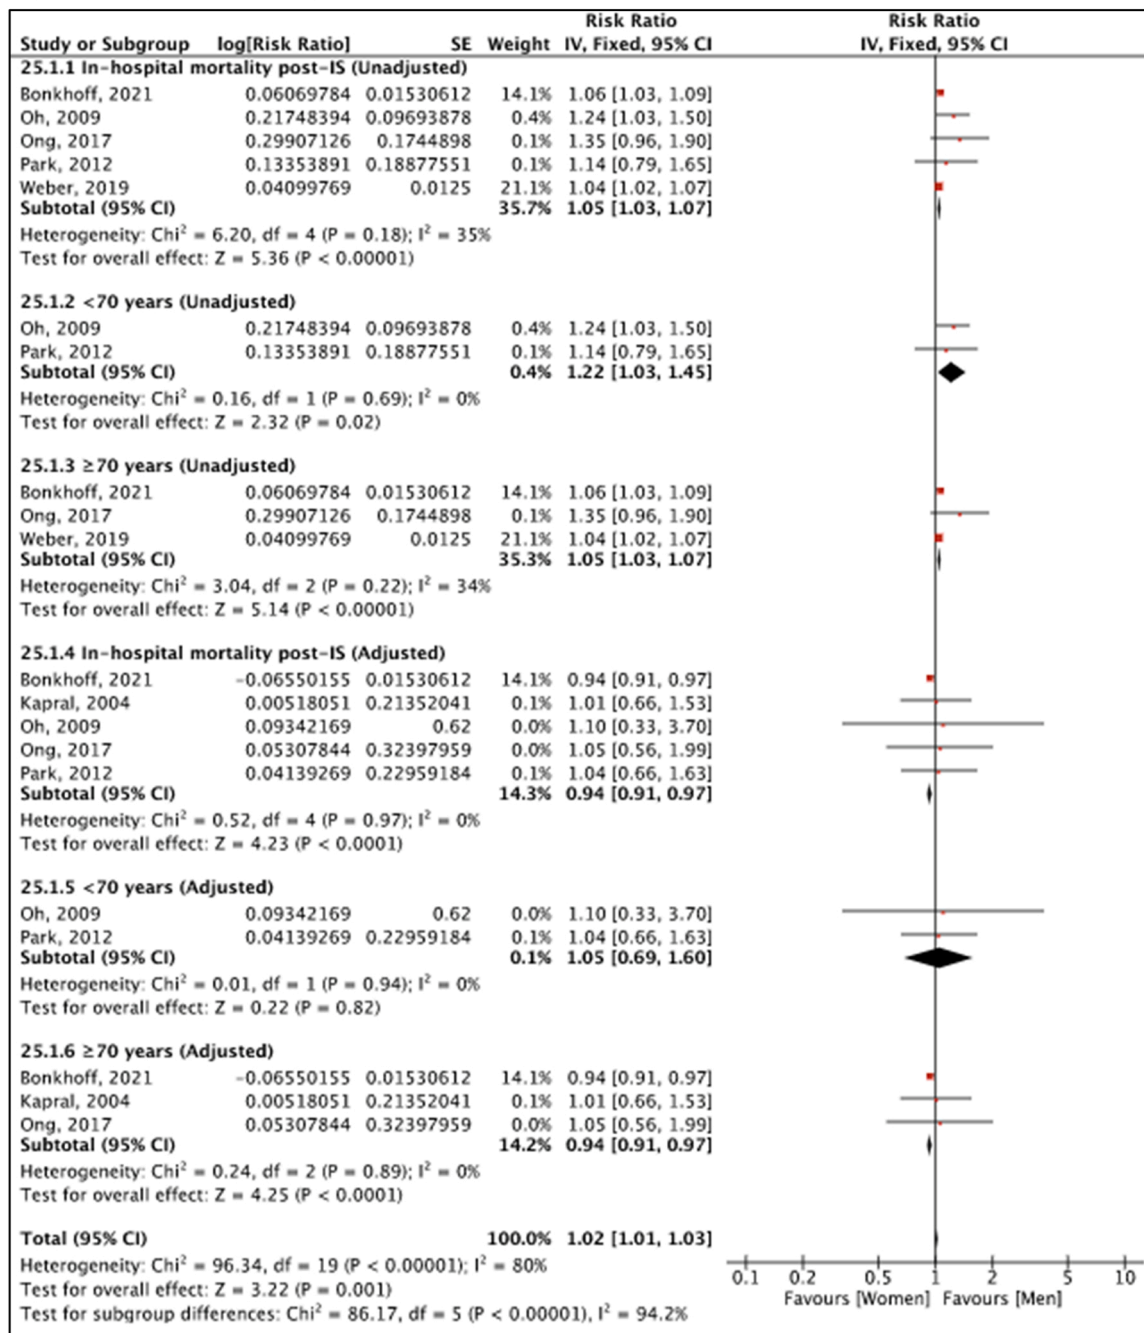 Risk Ratio Risk Ratio
Study or Subgroup log[Risk Ratio] SE Weight IV, Fixed, 95% CI IV, Fixed, 95% CI
25.1.1 In-hospital mortality post-IS (Unadjusted)
Bonkhoff, 2021 0.06069784 0.01530612 14.1% 1.06 [1.03, 1.09]
Oh, 2009 0.21748394 0.09693878 0.4% 1.24 [1.03, 1.50]
Ong, 2017 0.29907126 0.1744898 0.1% 1.35 [0.96, 1.90]
Park, 2012 0.13353891 0.18877551 0.1% 1.14 [0.79, 1.65]
Weber, 2019 0.04099769 0.0125 21.1% 1.04 [1.02, 1.07]
Subtotal (95% CI) 35.7% 1.05 [1.03, 1.07]
Heterogeneity: Chi² = 6.20, df = 4 (P = 0.18); I² = 35%
Test for overall effect: Z = 5.36 (P < 0.00001)
25.1.2 <70 years (Unadjusted)
Oh, 2009 0.21748394 0.09693878 0.4% 1.24 [1.03, 1.50]
Park, 2012 0.13353891 0.18877551 0.1% 1.14 [0.79, 1.65]
Subtotal (95% CI) 0.4% 1.22 [1.03, 1.45]
Heterogeneity: Chi² = 0.16, df = 1 (P = 0.69); I² = 0%
Test for overall effect: Z = 2.32 (P = 0.02)
25.1.3 ≥70 years (Unadjusted)
Bonkhoff, 2021 0.06069784 0.01530612 14.1% 1.06 [1.03, 1.09]
Ong, 2017 0.29907126 0.1744898 0.1% 1.35 [0.96, 1.90]
Weber, 2019 0.04099769 0.0125 21.1% 1.04 [1.02, 1.07]
Subtotal (95% CI) 35.3% 1.05 [1.03, 1.07]
Heterogeneity: Chi² = 3.04, df = 2 (P = 0.22); I² = 34%
Test for overall effect: Z = 5.14 (P < 0.00001)
25.1.4 In-hospital mortality post-IS (Adjusted)
Bonkhoff, 2021 -0.06550155 0.01530612 14.1% 0.94 [0.91, 0.97]
Kapral, 2004 0.00518051 0.21352041 0.1% 1.01 [0.66, 1.53]
Oh, 2009 0.09342169 0.62 0.0% 1.10 [0.33, 3.70]
Ong, 2017 0.05307844 0.32397959 0.0% 1.05 [0.56, 1.99]
Park, 2012 0.04139269 0.22959184 0.1% 1.04 [0.66, 1.63]
Subtotal (95% CI) 14.3% 0.94 [0.91, 0.97]
Heterogeneity: Chi² = 0.52, df = 4 (P = 0.97); I² = 0%
Test for overall effect: Z = 4.23 (P < 0.0001)
25.1.5 <70 years (Adjusted)
Oh, 2009 0.09342169 0.62 0.0% 1.10 [0.33, 3.70]
Park, 2012 0.04139269 0.22959184 0.1% 1.04 [0.66, 1.63]
Subtotal (95% CI) 0.1% 1.05 [0.69, 1.60]
Heterogeneity: Chi² = 0.01, df = 1 (P = 0.94); I² = 0%
Test for overall effect: Z = 0.22 (P = 0.82)
25.1.6 ≥70 years (Adjusted)
Bonkhoff, 2021 -0.06550155 0.01530612 14.1% 0.94 [0.91, 0.97]
Kapral, 2004 0.00518051 0.21352041 0.1% 1.01 [0.66, 1.53]
Ong, 2017 0.05307844 0.32397959 0.0% 1.05 [0.56, 1.99]
Subtotal (95% CI) 14.2% 0.94 [0.91, 0.97]
Heterogeneity: Chi² = 0.24, df = 2 (P = 0.89); I² = 0%
Test for overall effect: Z = 4.25 (P < 0.0001)
Total (95% CI) 100.0% 1.02 [1.01, 1.03]
Heterogeneity: Chi² = 96.34, df = 19 (P < 0.00001); I² = 80%
Test for overall effect: Z = 3.22 (P = 0.001)
Test for subgroup differences: Chi² = 86.17, df = 5 (P < 0.00001), I² = 94.2%
0.1 0.2 0.5 1 2 5 10
Favours [Women] Favours [Men]